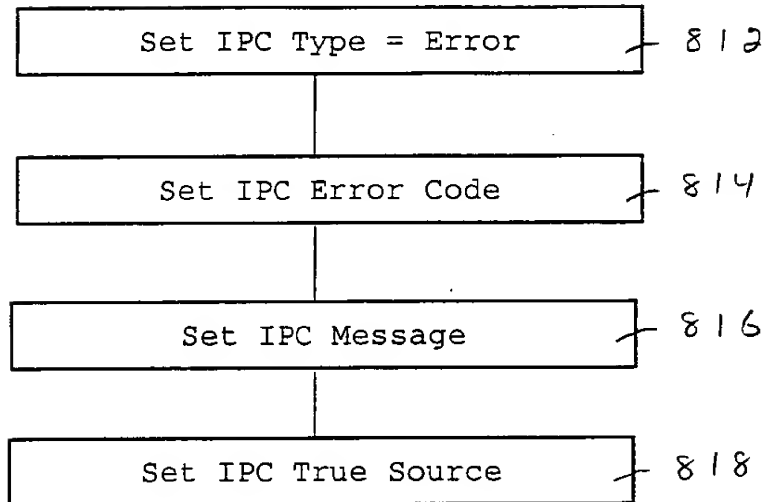 Set IPC Type = Error 812
Set IPC Error Code 814
Set IPC Message 816
Set IPC True Source 818